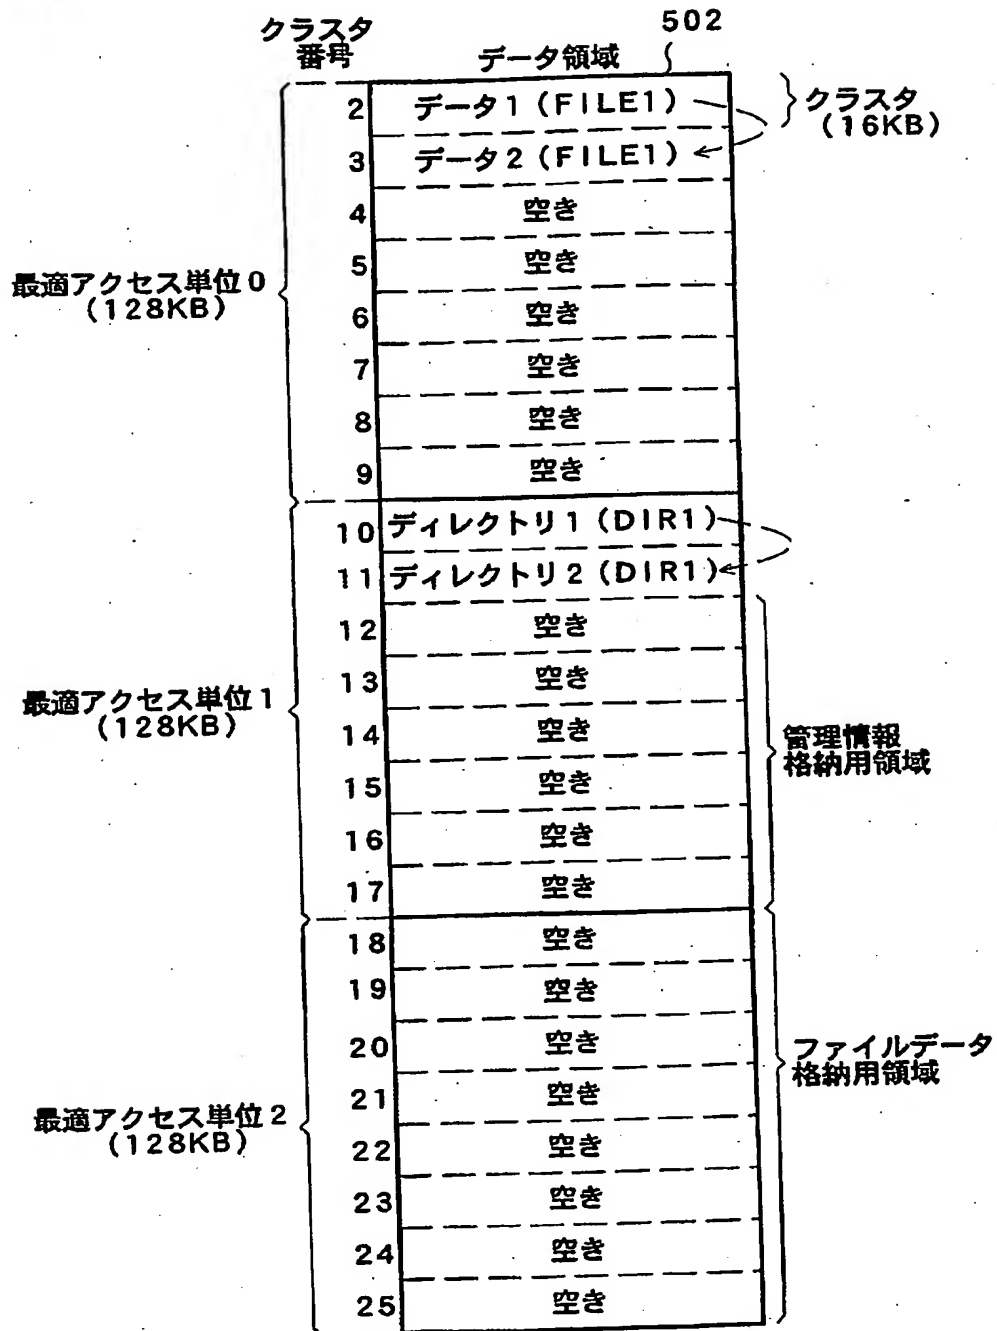 502
クラスタ
番号
データ領域
2 データ1(FILE1)
クラスタ
(16KB)
3 データ2(FILE1)
4 空き
5 空き
最適アクセス単位0
(128KB)
6 空き
7 空き
8 空き
9 空き
10 ディレクトリ1(DIR1)
11 ディレクトリ2(DIR1)
12 空き
13 空き
最適アクセス単位1
(128KB)
14 空き
管理情報
格納用領域
15 空き
16 空き
17 空き
18 空き
19 空き
20 空き
ファイルデータ
格納用領域
21 空き
最適アクセス単位2
(128KB)
22 空き
23 空き
24 空き
25 空き